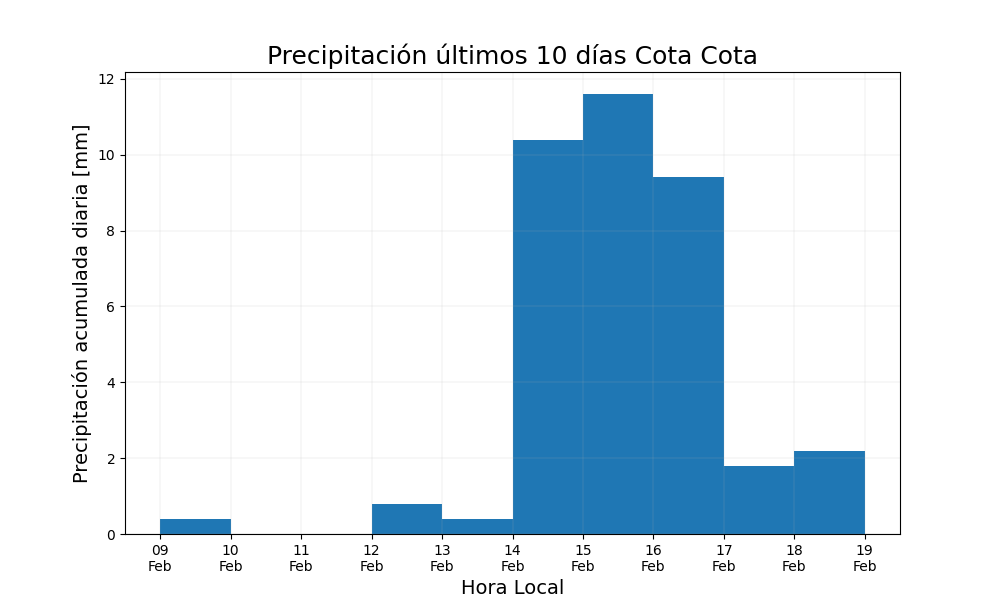 Precipitación últimos 10 días Cota Cota
Precipitación acumulada diaria [mm]
12
10
8
6
4
2
0
09 10 11 12 13 14 15 16 17 18 19
Feb Feb Feb Feb Feb Feb Feb Feb Feb Feb Feb
Hora Local